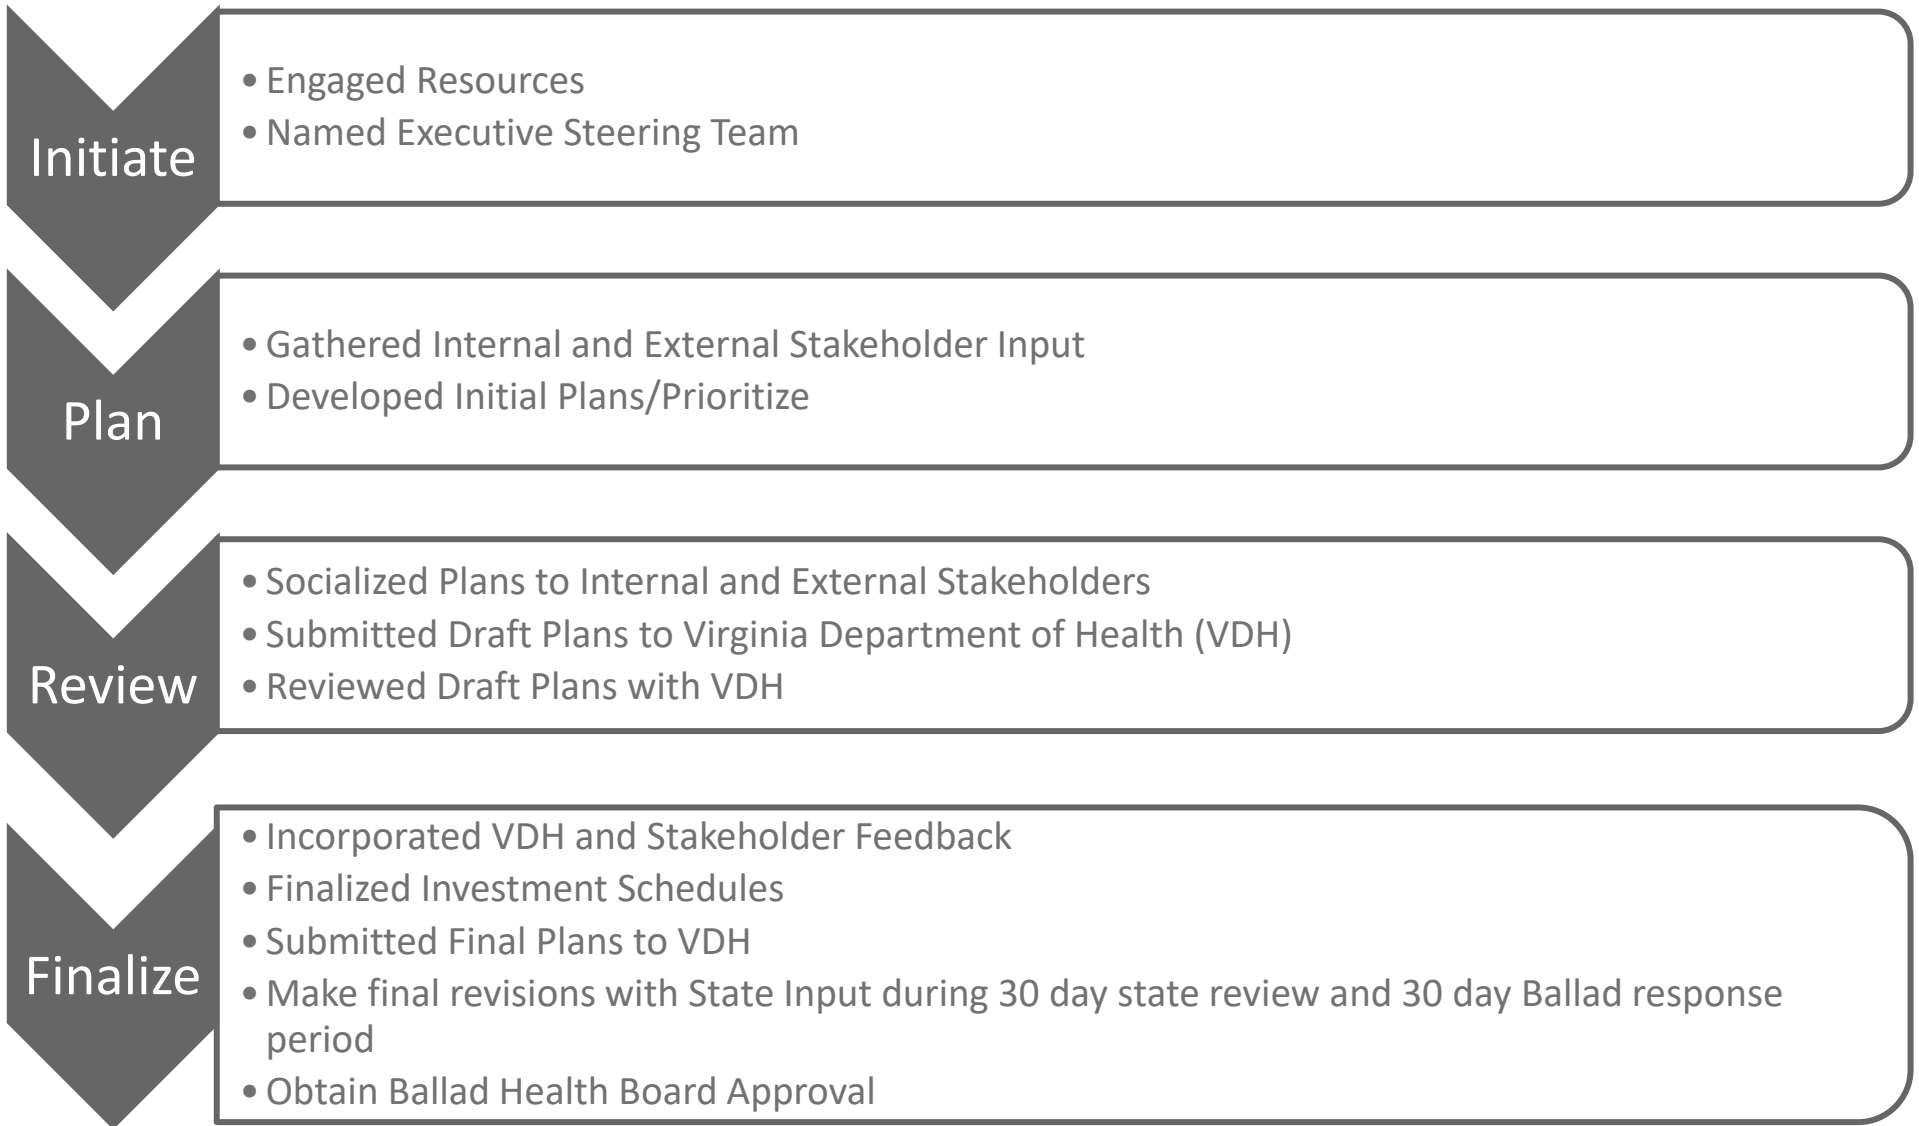 Initiate
• Engaged Resources
• Named Executive Steering Team
Plan
• Gathered Internal and External Stakeholder Input
• Developed Initial Plans/Prioritize
Review
• Socialized Plans to Internal and External Stakeholders
• Submitted Draft Plans to Virginia Department of Health (VDH)
• Reviewed Draft Plans with VDH
Finalize
• Incorporated VDH and Stakeholder Feedback
• Finalized Investment Schedules
• Submitted Final Plans to VDH
• Make final revisions with State Input during 30 day state review and 30 day Ballad response
period
• Obtain Ballad Health Board Approval